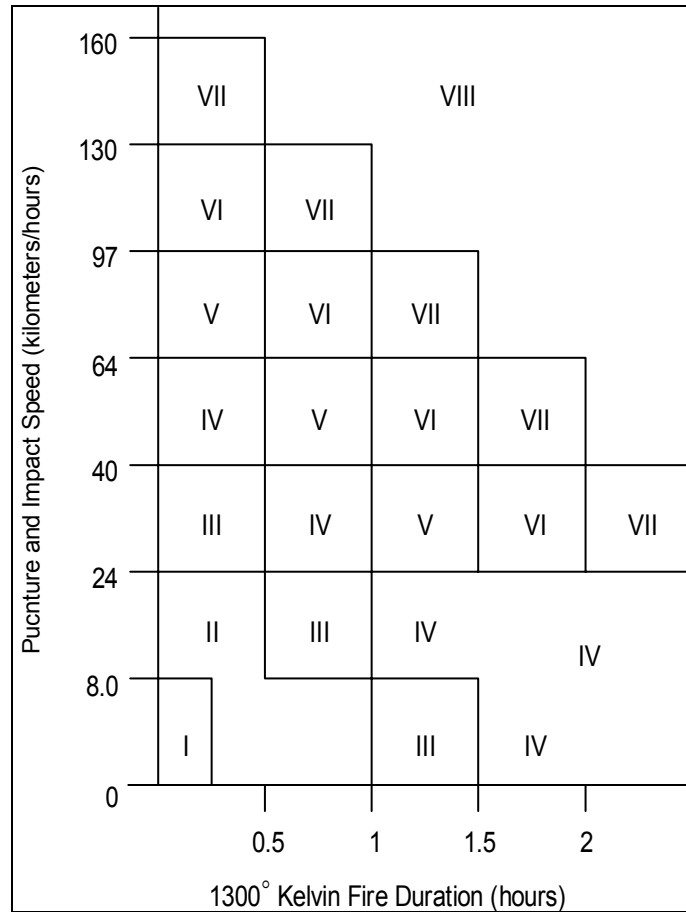 160
VII VIII
130
VI VII
97
V VI VII
64
IV V VI VII
40
III IV V VI VII
24
II III IV
IV
8.0
I III IV
0
0.5 1 1.5 2
1300° Kelvin Fire Duration (hours)
Pucnture and Impact Speed (kilometers/hours)